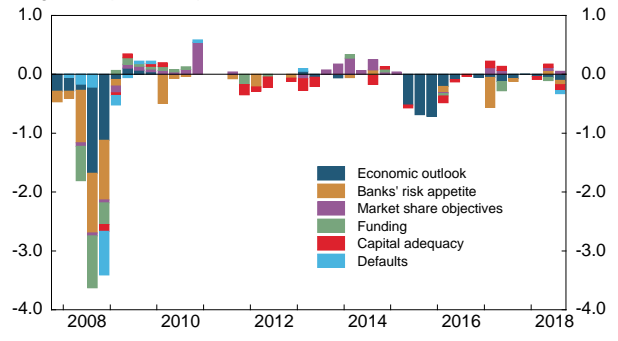 1.0 1.0
0.0 0.0
-1.0 -1.0
-2.0 -2.0
-3.0 -3.0
-4.0 -4.0
Economic outlook
Banks' risk appetite
Market share objectives
Funding
Capital adequacy
Defaults
2008 2010 2012 2014 2016 2018